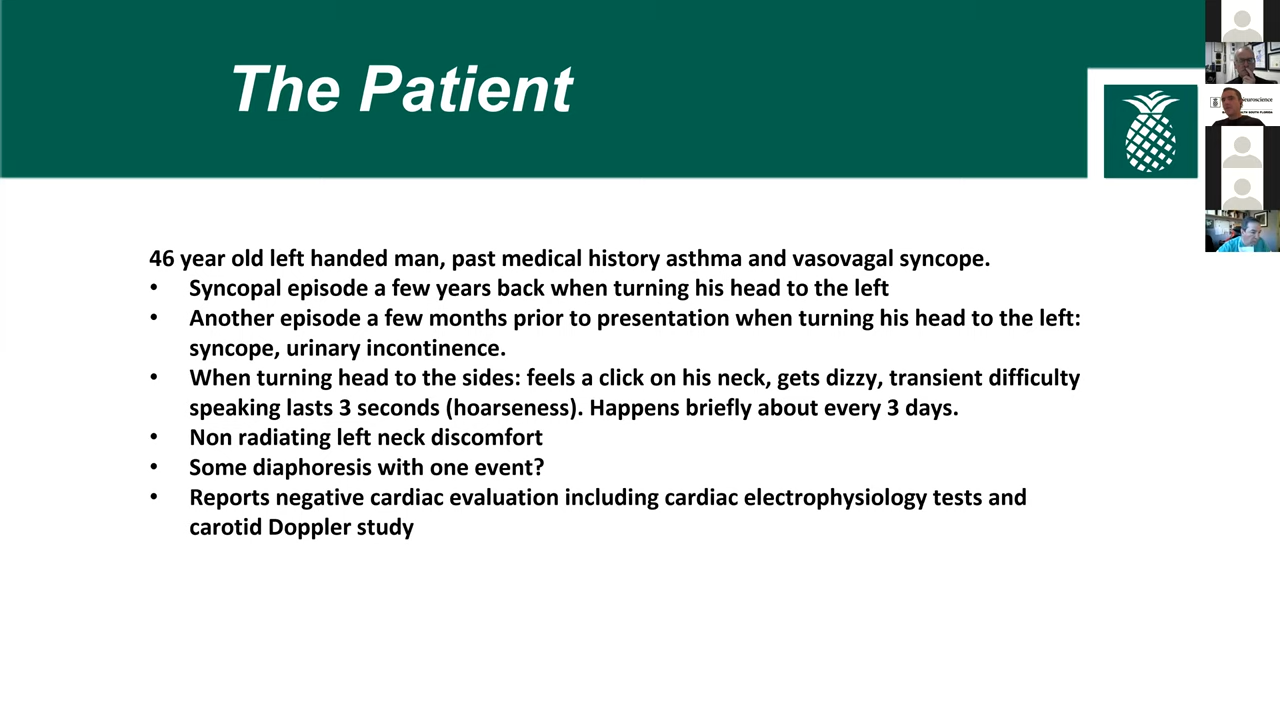 The Patient
46 year old left handed man, past medical history asthma and vasovagal syncope.
• Syncopal episode a few years back when turning his head to the left
• Another episode a few months prior to presentation when turning his head to the left:
syncope, urinary incontinence.
• When turning head to the sides: feels a click on his neck, gets dizzy, transient difficulty
speaking lasts 3 seconds (hoarseness). Happens briefly about every 3 days.
• Non radiating left neck discomfort
• Some diaphoresis with one event?
• Reports negative cardiac evaluation including cardiac electrophysiology tests and
carotid Doppler study